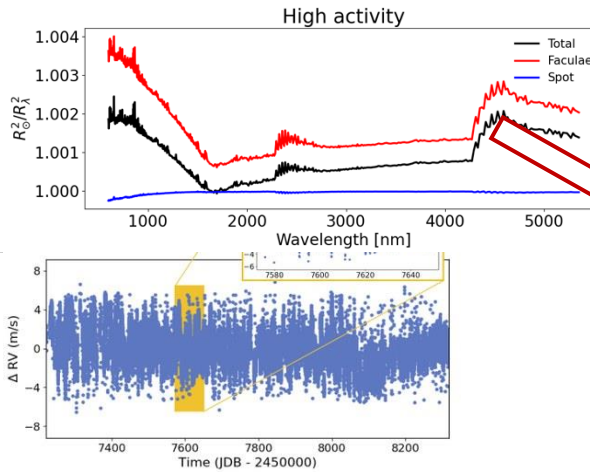 High activity
1.004
1.003
1.002
1.001
1.000
R²⊙/R²λ
Total
Faculae
Spot
1000 2000 3000 4000 5000
Wavelength [nm]
−4
−6
7580 7600 7620 7640
8
4
0
−4
−8
Δ RV (m/s)
7400 7600 7800 8000 8200
Time (JDB - 2450000)